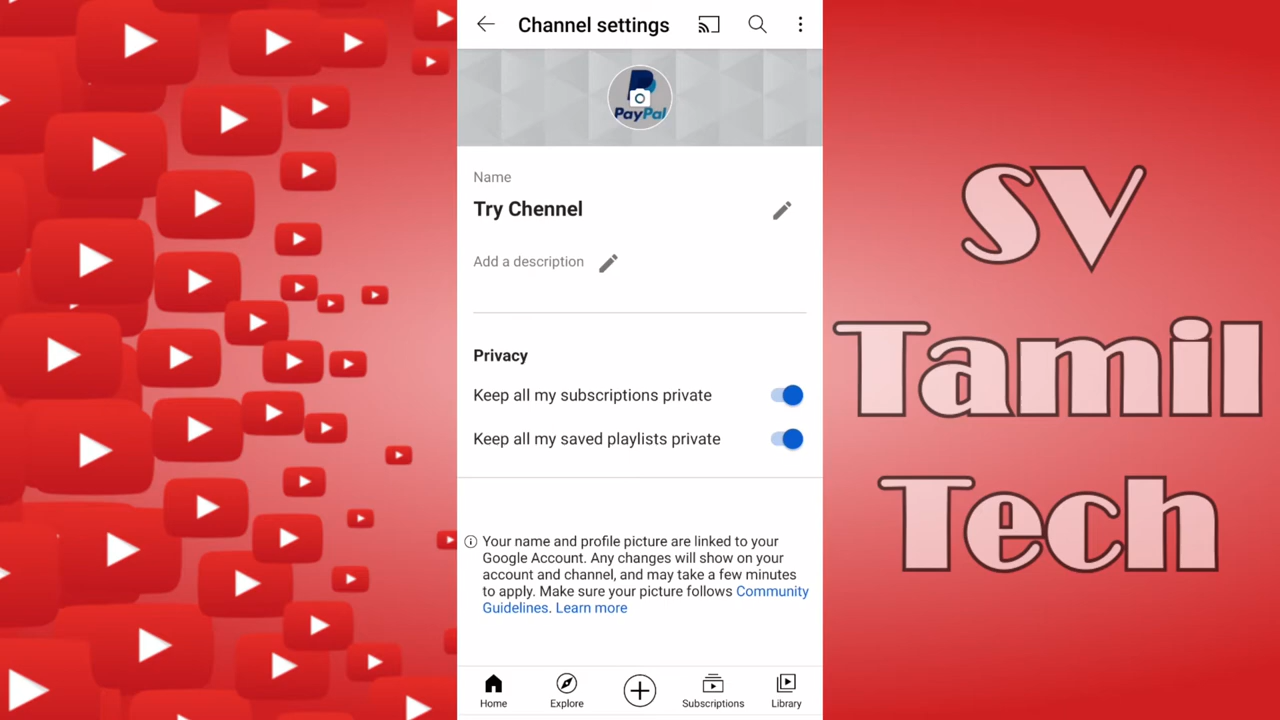 Channel settings
PayPal
Name
Try Chennel
Add a description
Privacy
Keep all my subscriptions private
Keep all my saved playlists private
Your name and profile picture are linked to your
Google Account. Any changes will show on your
account and channel, and may take a few minutes
to apply. Make sure your picture follows Community
Guidelines. Learn more
Home
Explore
Subscriptions
Library
SV
Tamil
Tech